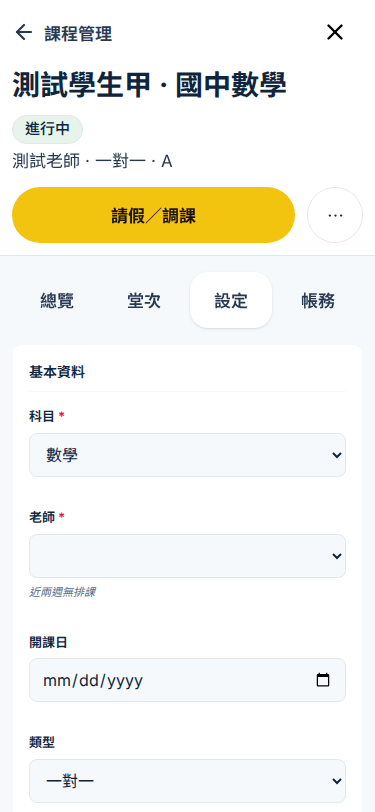 課程管理
測試學生甲 · 國中數學
進行中
測試老師 · 一對一 · A
請假／調課
...
總覽
堂次
設定
帳務
基本資料
科目 *
數學
老師 *
近兩週無排課
開課日
mm/dd/yyyy
類型
一對一